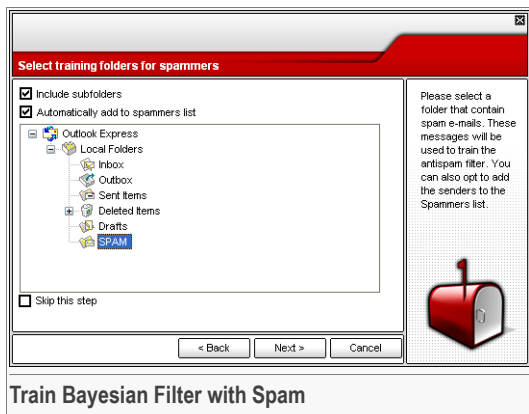 Select training folders for spammers
Include subfolders
Automatically add to spammers list
Outlook Express
Local Folders
Inbox
Outbox
Sent Items
Deleted Items
Drafts
SPAM
Skip this step
< Back
Next >
Cancel
Please select a
folder that contain
spam e-mails. These
messages will be
used to train the
antispam filter. You
can also opt to add
the senders to the
Spammers list.
Train Bayesian Filter with Spam